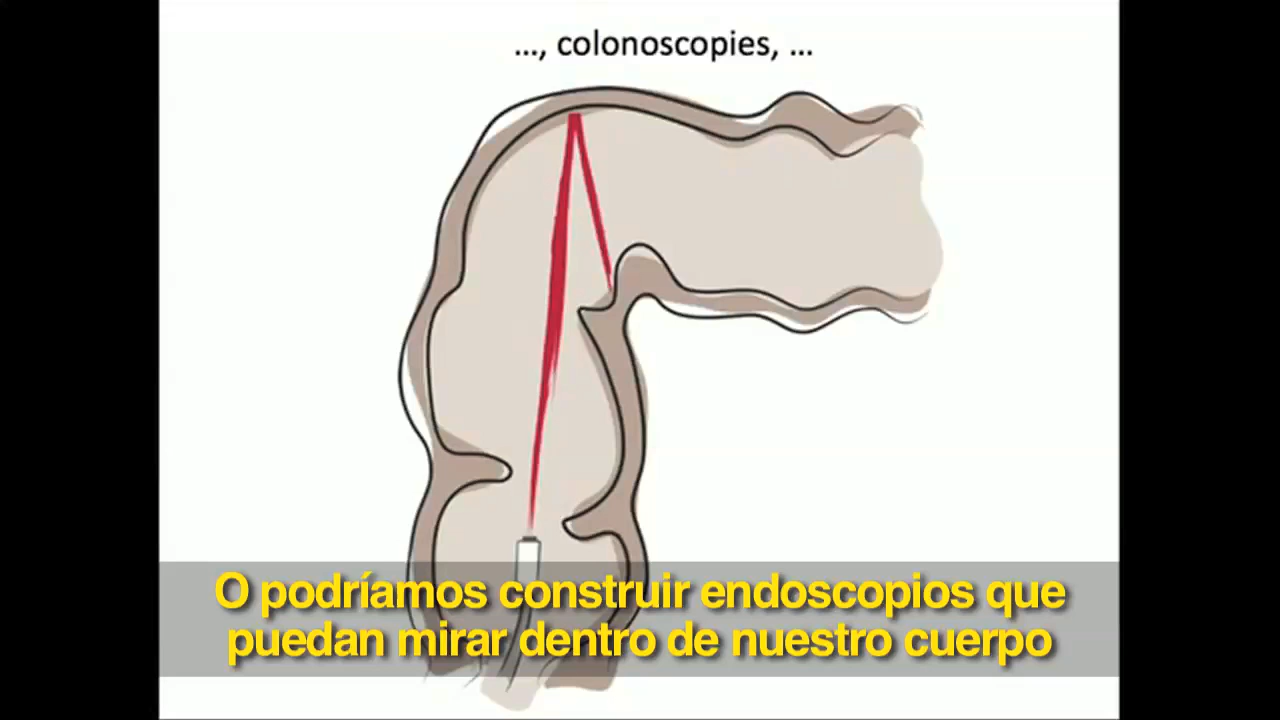 ..., colonoscopies, ...
O podríamos construir endoscopios que
puedan mirar dentro de nuestro cuerpo